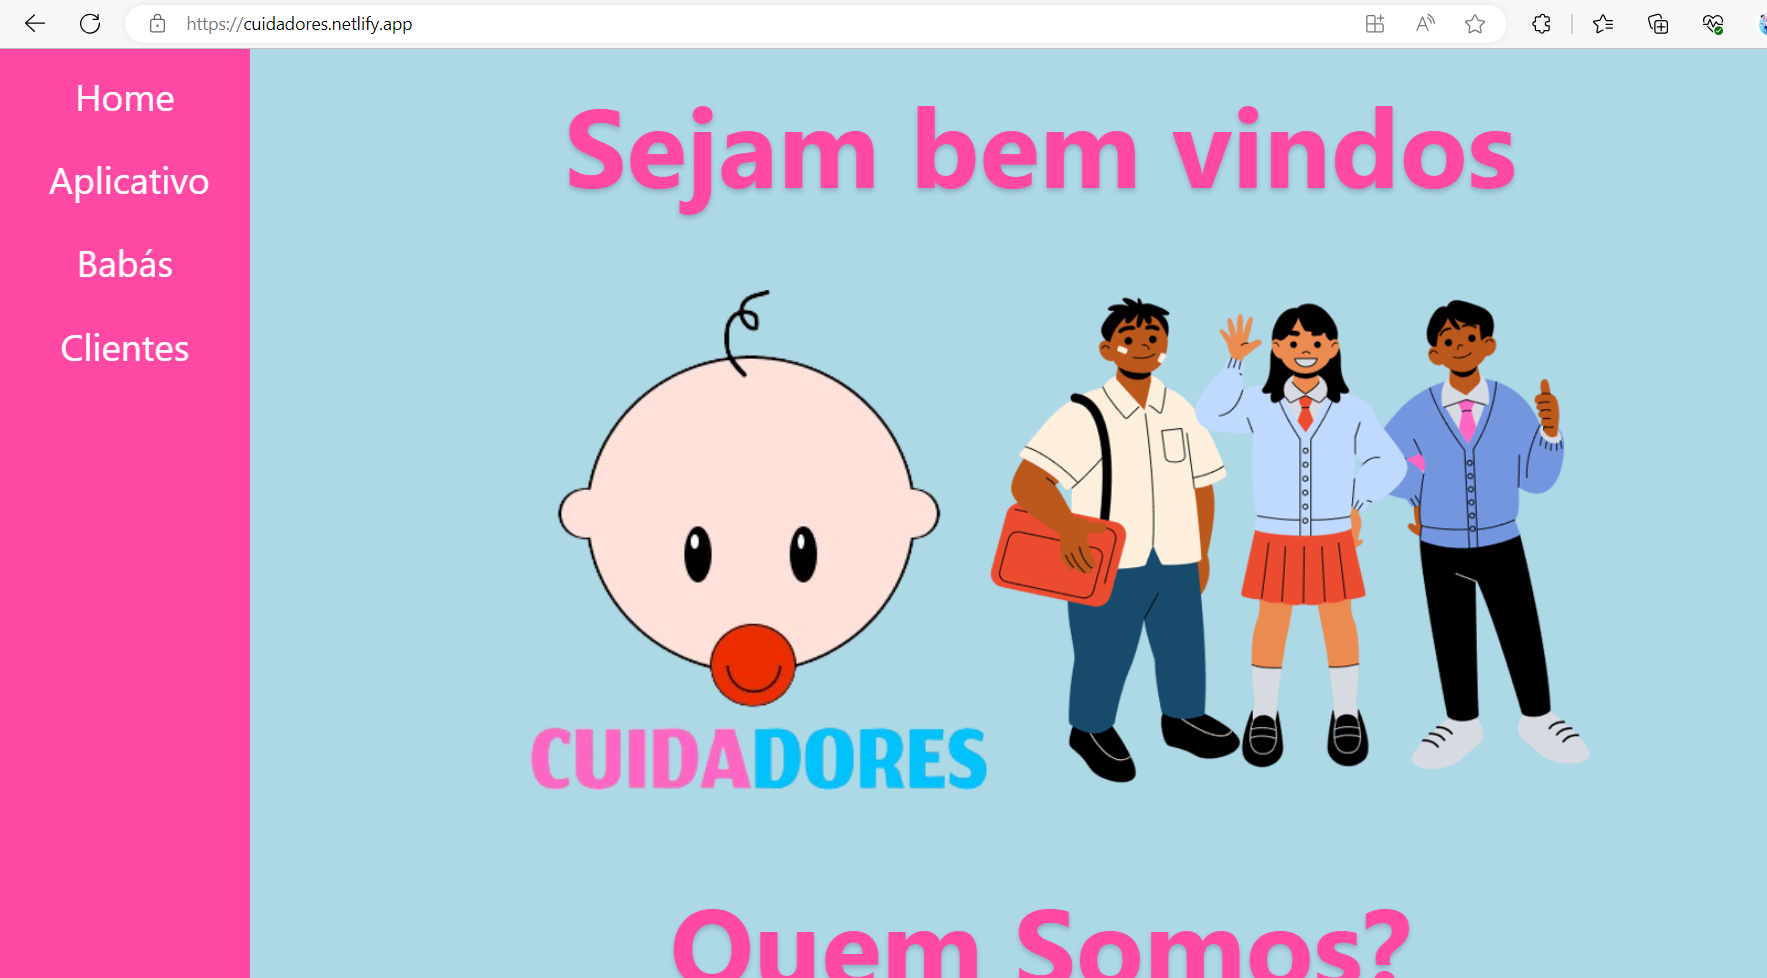 https://cuidadores.netlify.app
Home
Aplicativo
Babás
Clientes
Sejam bem vindos
CUIDADORES
Quem Somos?